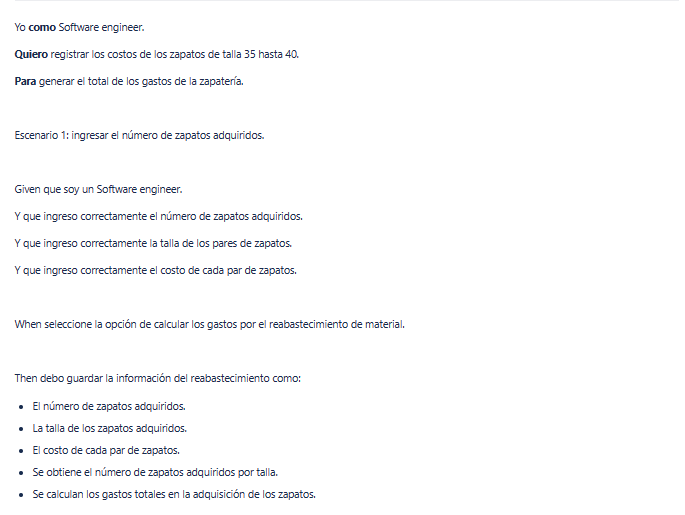 Yo como Software engineer.
Quiero registrar los costos de los zapatos de talla 35 hasta 40.
Para generar el total de los gastos de la zapatería.
Escenario 1: ingresar el número de zapatos adquiridos.
Given que soy un Software engineer.
Y que ingreso correctamente el número de zapatos adquiridos.
Y que ingreso correctamente la talla de los pares de zapatos.
Y que ingreso correctamente el costo de cada par de zapatos.
When seleccione la opción de calcular los gastos por el reabastecimiento de material.
Then debo guardar la información del reabastecimiento como:
• El número de zapatos adquiridos.
• La talla de los zapatos adquiridos.
• El costo de cada par de zapatos.
• Se obtiene el número de zapatos adquiridos por talla.
• Se calculan los gastos totales en la adquisición de los zapatos.